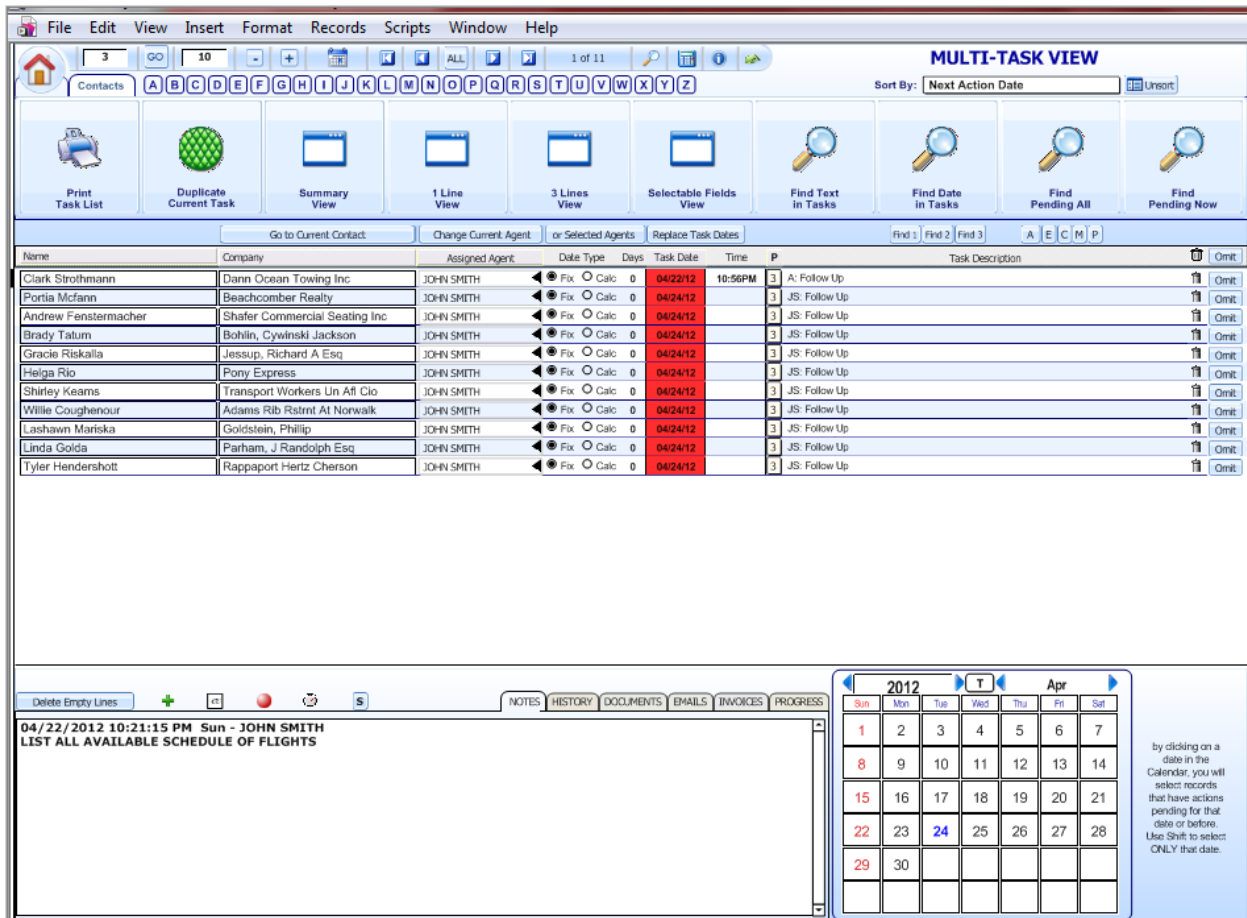 File Edit View Insert Format Records Scripts Window Help
3 GO 10 - + ALL 1 of 11 MULTI-TASK VIEW
Contacts A B C D E F G H I J K L M N O P Q R S T U V W X Y Z Sort By: Next Action Date Unsort
Print Duplicate Summary 1 Line 3 Lines Selectable Fields Find Text Find Date Find Find
Task List Current Task View View View View in Tasks in Tasks Pending All Pending Now
Go to Current Contact Change Current Agent or Selected Agents Replace Task Dates Find 1 Find 2 Find 3 A E C M P
Name Company Assigned Agent Date Type Days Task Date Time P Task Description Omit
Clark Strothmann Dann Ocean Towing Inc JOHN SMITH Fix Calc 0 04/22/12 10:56PM 3 A: Follow Up Omit
Portia Mcfann Beachcomber Realty JOHN SMITH Fix Calc 0 04/24/12 3 JS: Follow Up Omit
Andrew Fenstermacher Shafer Commercial Seating Inc JOHN SMITH Fix Calc 0 04/24/12 3 JS: Follow Up Omit
Brady Tatum Bohlin, Cywinski Jackson JOHN SMITH Fix Calc 0 04/24/12 3 JS: Follow Up Omit
Gracie Riskalla Jessup, Richard A Esq JOHN SMITH Fix Calc 0 04/24/12 3 JS: Follow Up Omit
Helga Rio Pony Express JOHN SMITH Fix Calc 0 04/24/12 3 JS: Follow Up Omit
Shirley Keams Transport Workers Un Afl Cio JOHN SMITH Fix Calc 0 04/24/12 3 JS: Follow Up Omit
Willie Coughenour Adams Rib Rstrnt At Norwalk JOHN SMITH Fix Calc 0 04/24/12 3 JS: Follow Up Omit
Lashawn Mariska Goldstein, Phillip JOHN SMITH Fix Calc 0 04/24/12 3 JS: Follow Up Omit
Linda Golda Parham, J Randolph Esq JOHN SMITH Fix Calc 0 04/24/12 3 JS: Follow Up Omit
Tyler Hendershott Rappaport Hertz Cherson JOHN SMITH Fix Calc 0 04/24/12 3 JS: Follow Up Omit
Delete Empty Lines S NOTES HISTORY DOCUMENTS EMAILS INVOICES PROGRESS
04/22/2012 10:21:15 PM Sun - JOHN SMITH
LIST ALL AVAILABLE SCHEDULE OF FLIGHTS
2012 T Apr
Sun Mon Tue Wed Thu Fri Sat
1 2 3 4 5 6 7
8 9 10 11 12 13 14
15 16 17 18 19 20 21
22 23 24 25 26 27 28
29 30
by clicking on a
date in the
Calendar, you will
select records
that have actions
pending for that
date or before.
Use Shift to select
ONLY that date.